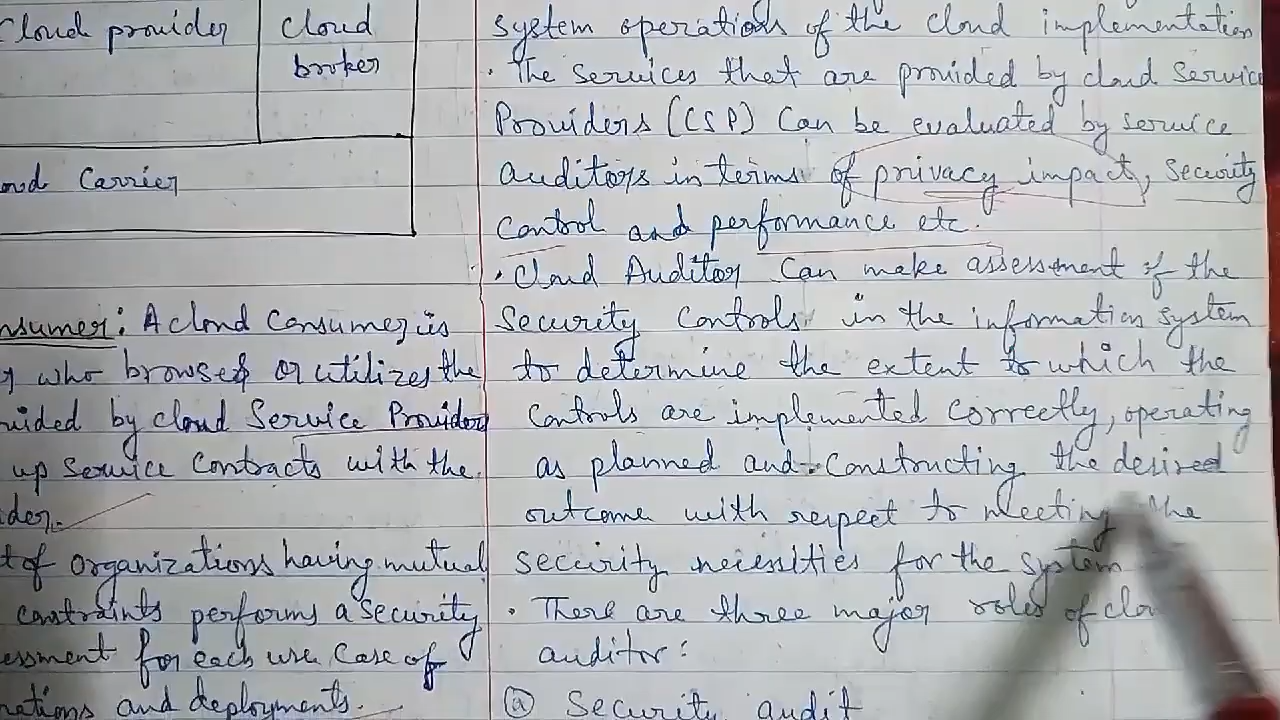 Cloud provider
Cloud
broker
Carrier
: A cloud Consumer is
who browses or utilizes the
by cloud Service Provider
up service contracts with the
of organizations having mutual
contraints performs a security
for each use case of
and deployments.
system operations of the cloud implementation
. The services that are provided by cloud service
Providers (CSP) can be evaluated by service
auditors in terms of privacy impact, security
control and performance etc.
. Cloud Auditor can make assessment of the
security controls in the information system
to determine the extent to which the
controls are implemented correctly, operating
as planned and constructing the desired
outcome with respect to meeting the
security necessities for the system
. There are three major roles of
auditor:
ⓐ Security audit